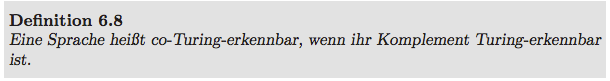 Definition 6.8
Eine Sprache heißt co-Turing-erkennbar, wenn ihr Komplement Turing-erkennbar
ist.